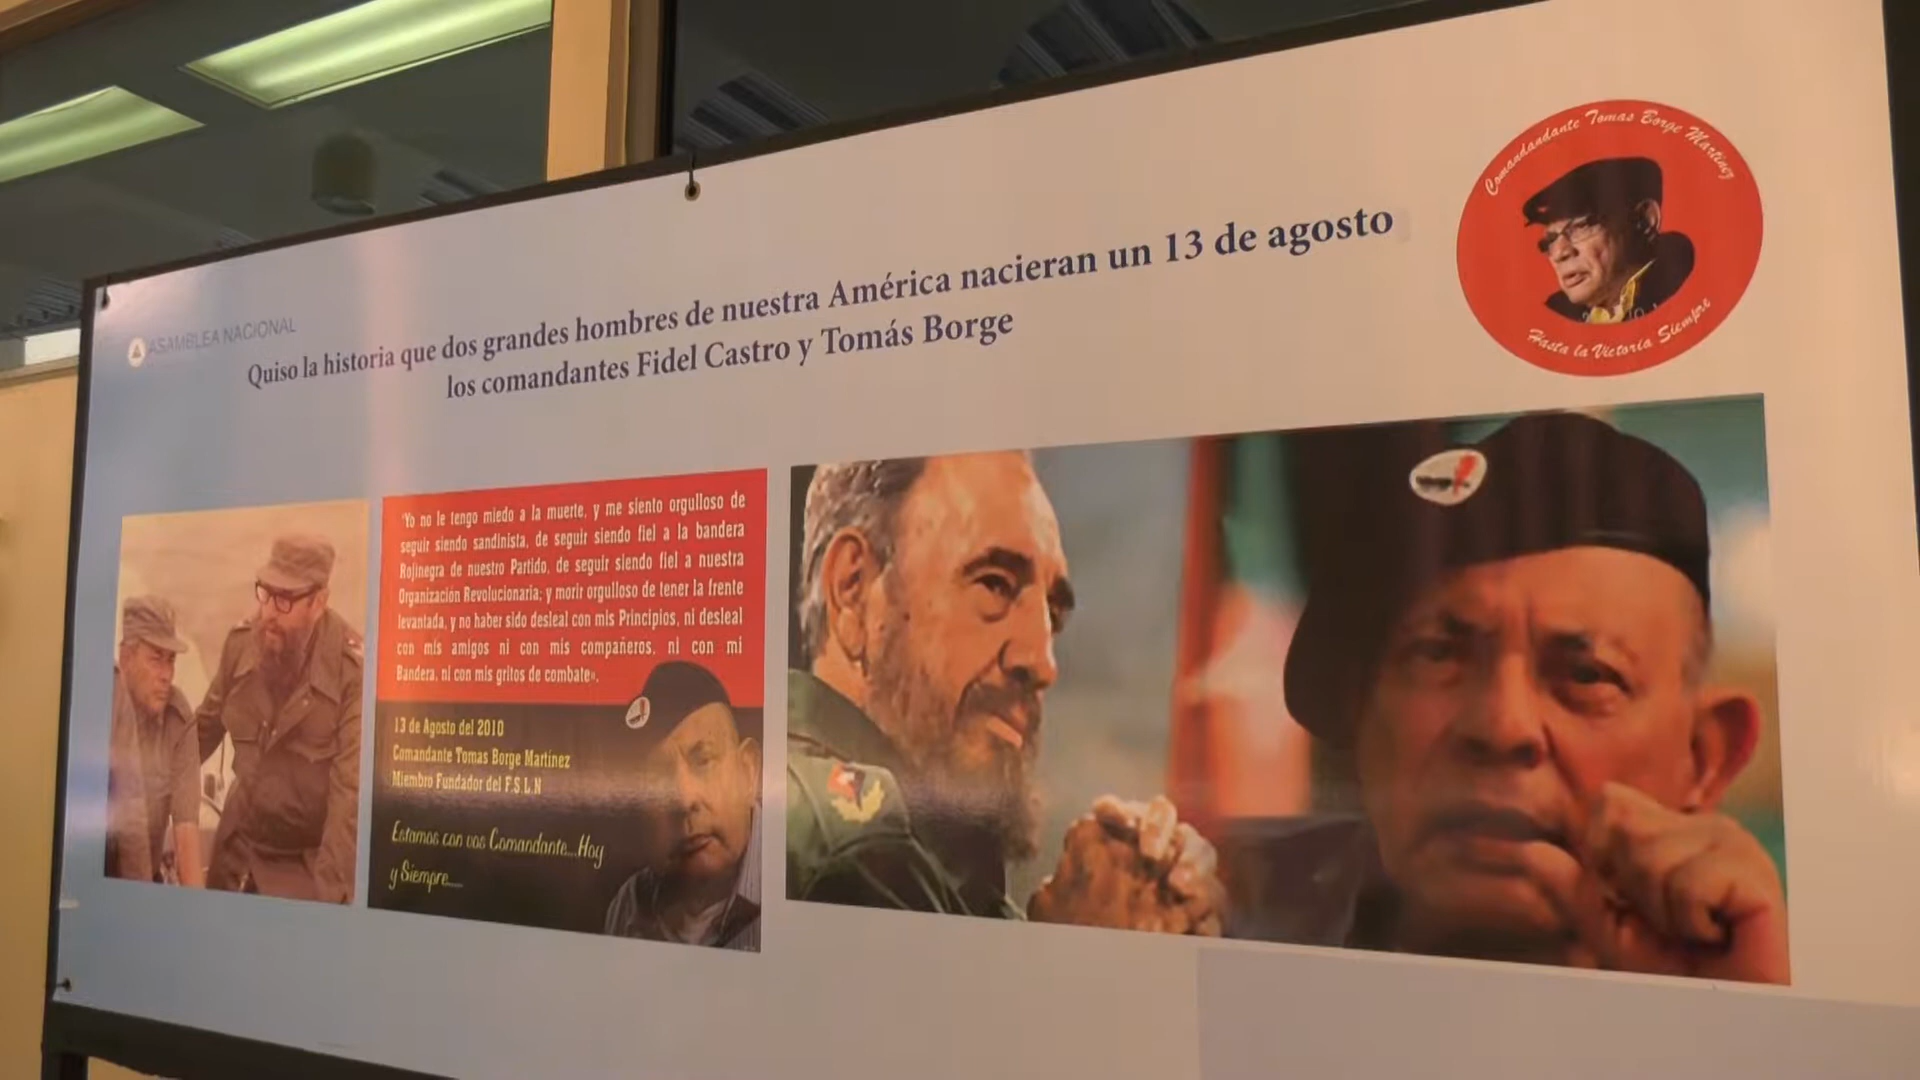 ASAMBLEA NACIONAL
Quiso la historia que dos grandes hombres de nuestra América nacieran un 13 de agosto
los comandantes Fidel Castro y Tomás Borge
Comandandante Tomas Borge Martinez
Hasta la Victoria Siempre
"Yo no le tengo miedo a la muerte, y me siento orgulloso de
seguir siendo sandinista, de seguir siendo fiel a la bandera
Rojinegra de nuestro Partido, de seguir siendo fiel a nuestra
Organización Revolucionaria; y morir orgulloso de tener la frente
levantada, y no haber sido desleal con mis Principios, ni desleal
con mis amigos ni con mis compañeros, ni con mi
Bandera, ni con mis gritos de combate».
13 de Agosto del 2010
Comandante Tomas Borge Martinez
Miembro Fundador del F.S.L.N
Estamos con vos Comandante...Hoy
y Siempre....